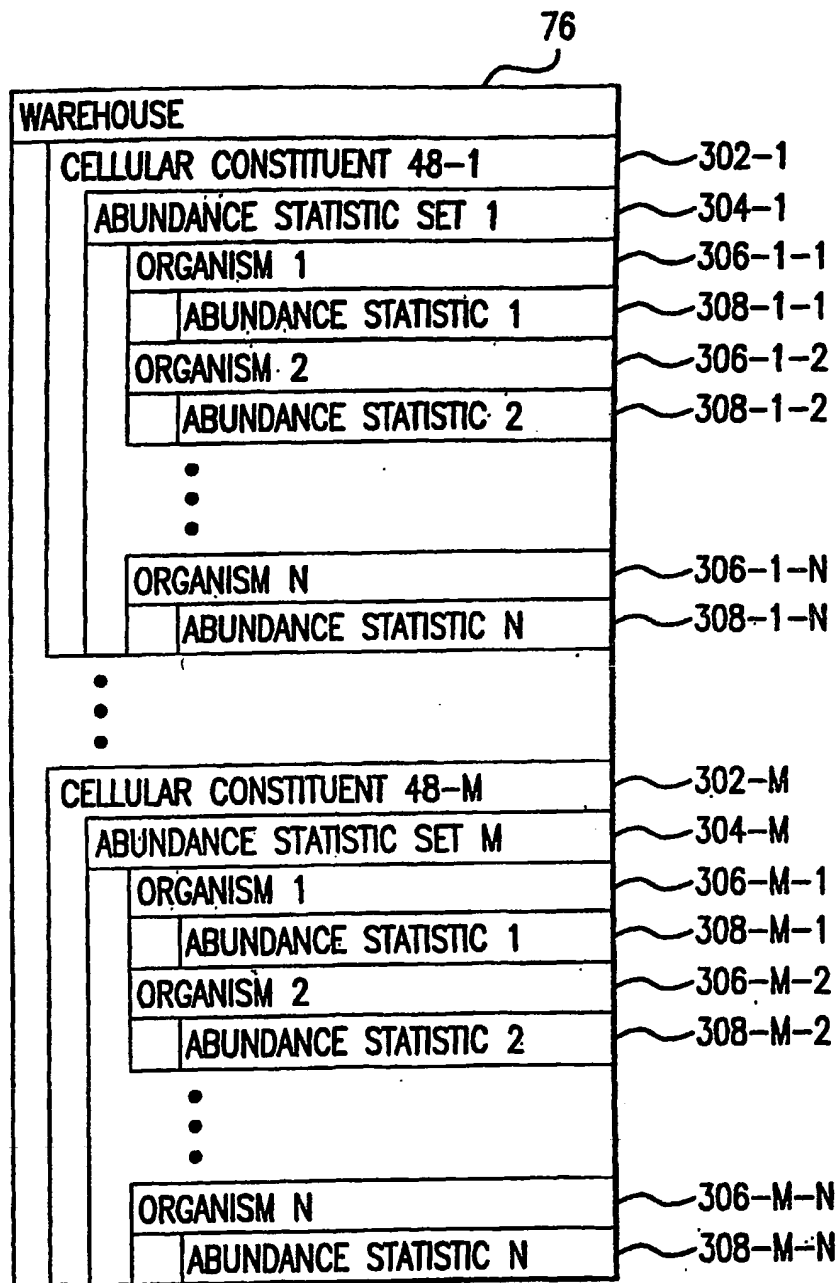 76
WAREHOUSE
CELLULAR CONSTITUENT 48-1 302-1
ABUNDANCE STATISTIC SET 1 304-1
ORGANISM 1 306-1-1
ABUNDANCE STATISTIC 1 308-1-1
ORGANISM 2 306-1-2
ABUNDANCE STATISTIC 2 308-1-2
ORGANISM N 306-1-N
ABUNDANCE STATISTIC N 308-1-N
CELLULAR CONSTITUENT 48-M 302-M
ABUNDANCE STATISTIC SET M 304-M
ORGANISM 1 306-M-1
ABUNDANCE STATISTIC 1 308-M-1
ORGANISM 2 306-M-2
ABUNDANCE STATISTIC 2 308-M-2
ORGANISM N 306-M-N
ABUNDANCE STATISTIC N 308-M-N